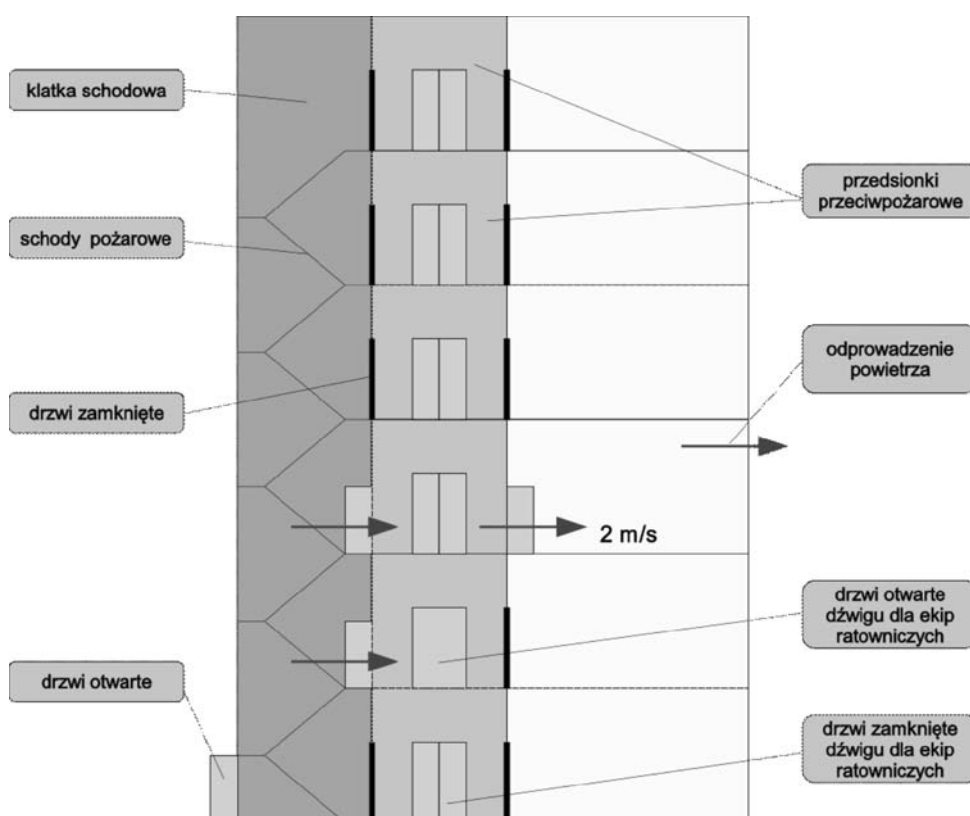 klatka schodowa
przedsionki
przeciwpożarowe
schody pożarowe
odprowadzenie
powietrza
drzwi zamknięte
2 m/s
drzwi otwarte
dźwigu dla ekip
ratowniczych
drzwi otwarte
drzwi zamknięte
dźwigu dla ekip
ratowniczych